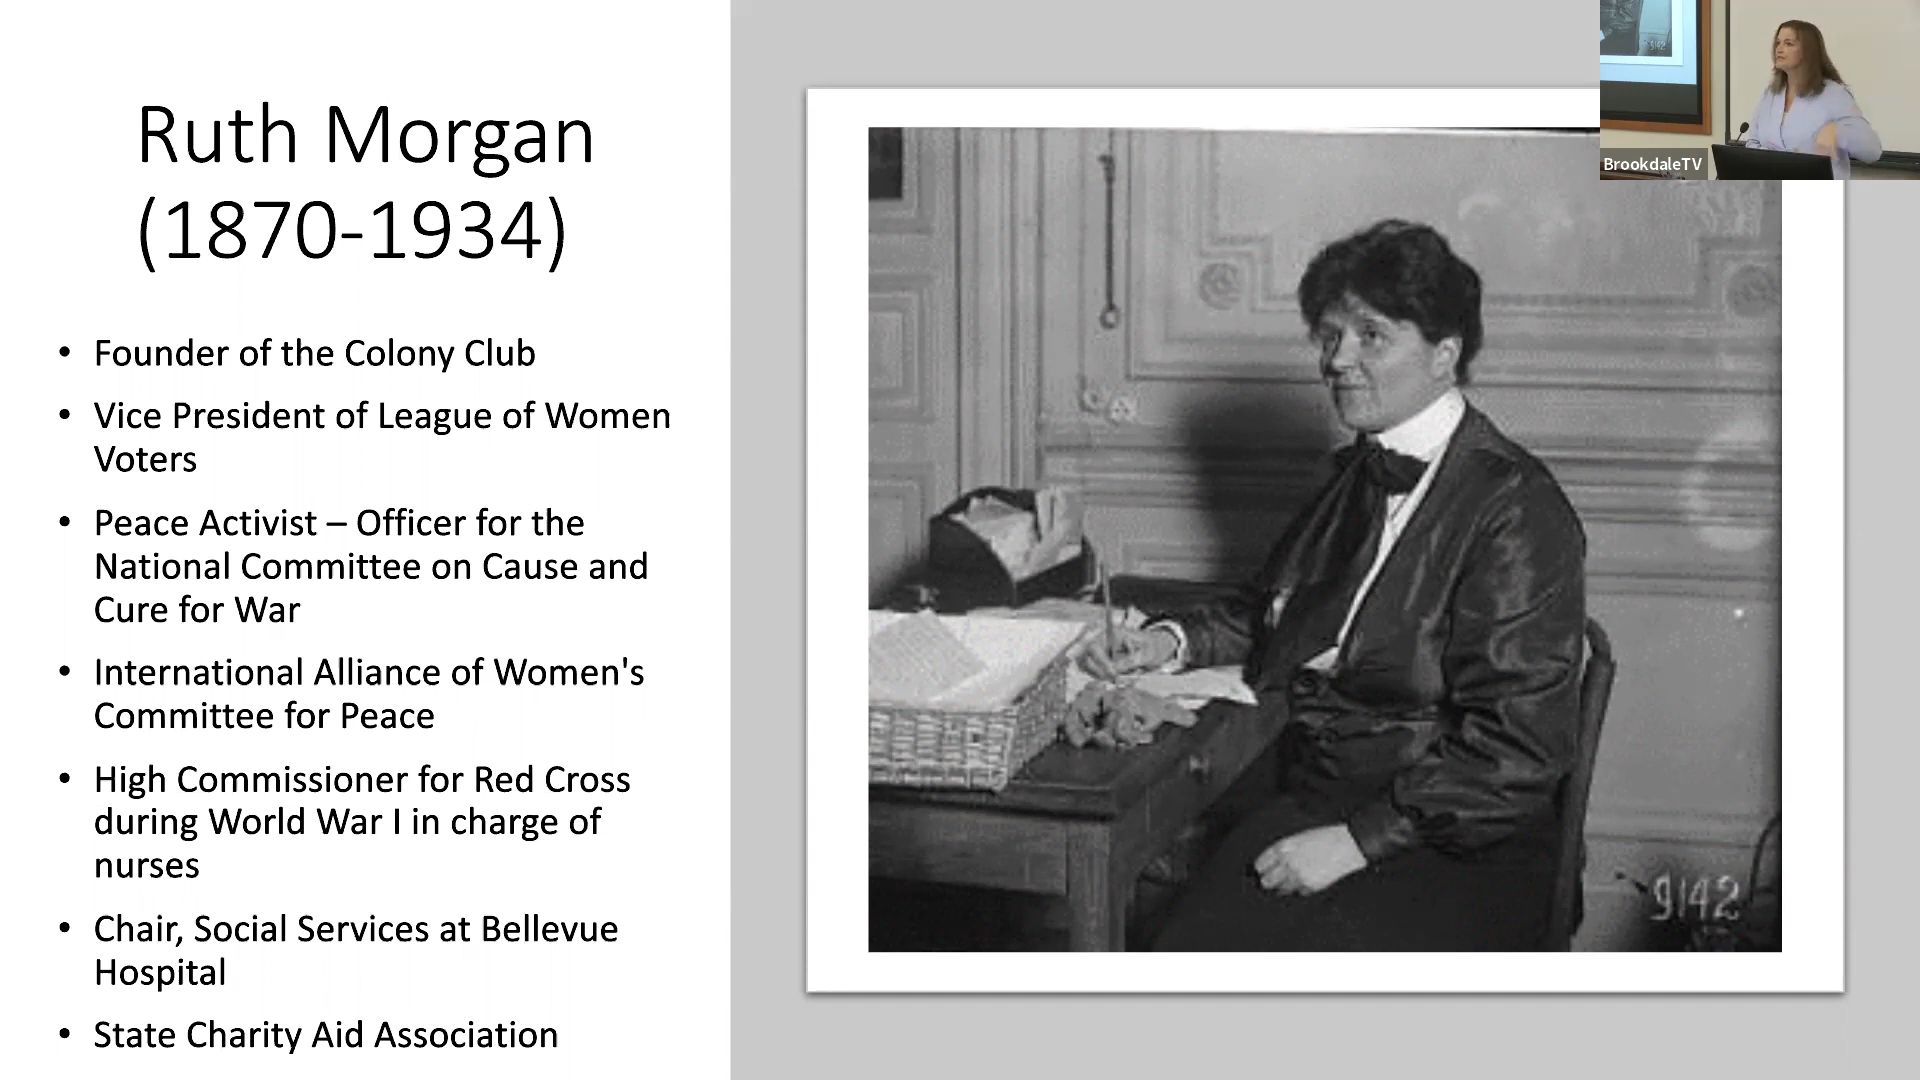 Ruth Morgan
(1870-1934)
• Founder of the Colony Club
• Vice President of League of Women
Voters
• Peace Activist – Officer for the
National Committee on Cause and
Cure for War
• International Alliance of Women's
Committee for Peace
• High Commissioner for Red Cross
during World War I in charge of
nurses
• Chair, Social Services at Bellevue
Hospital
• State Charity Aid Association
9142
9142
BrookdaleTV